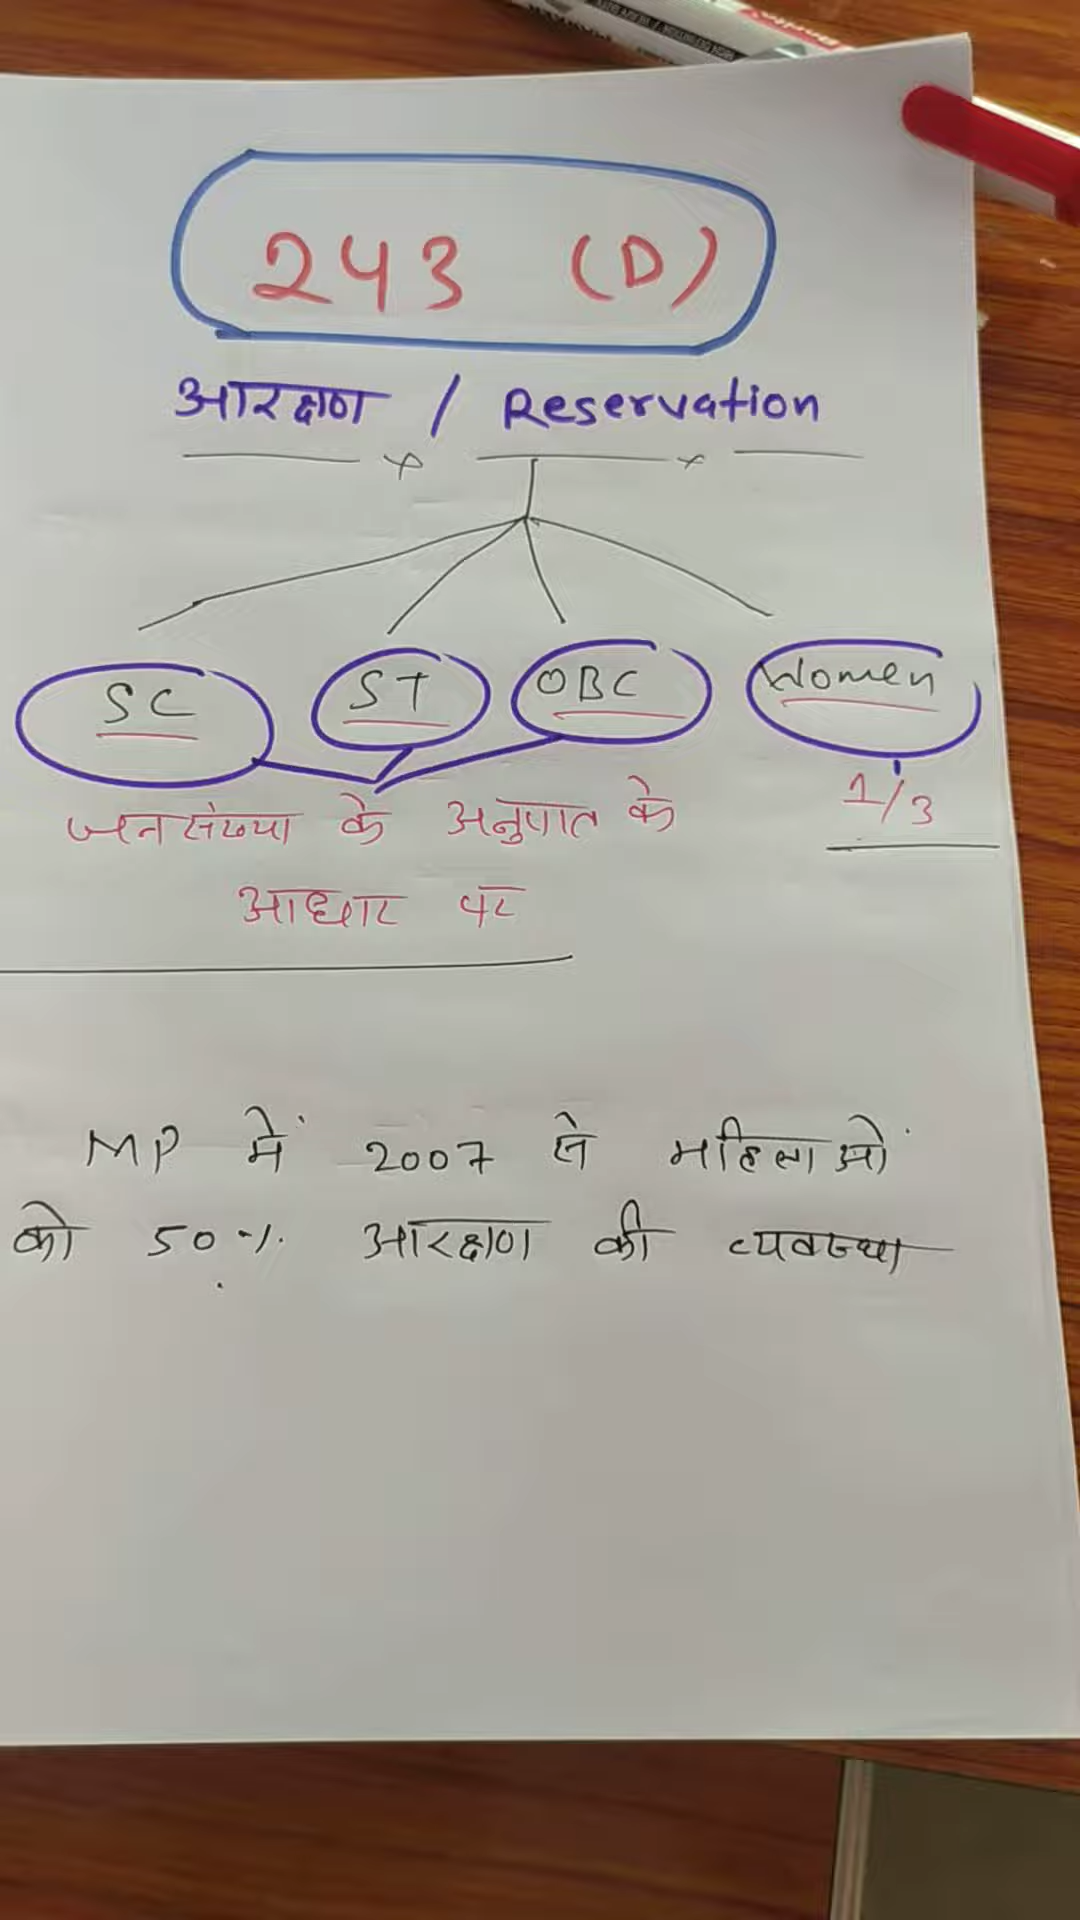 243 (D)
आरक्षण / Reservation
SC ST OBC Women
जनसंख्या के अनुपात के
आधार पर
1/3
MP में 2007 से महिलाओं
को 50% आरक्षण की व्यवस्था